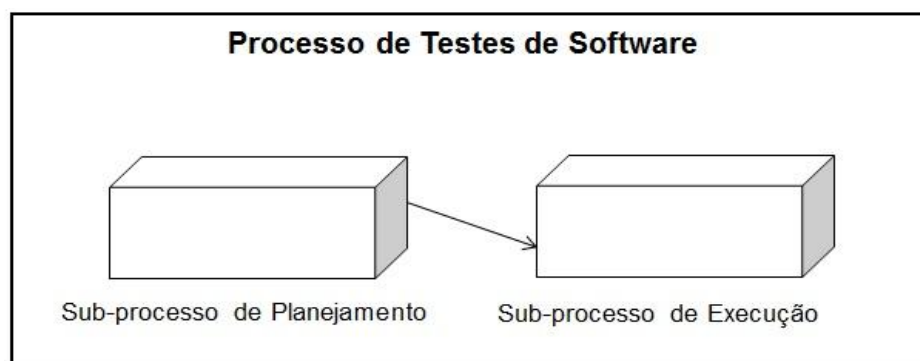 Processo de Testes de Software
Sub-processo de Planejamento
Sub-processo de Execução